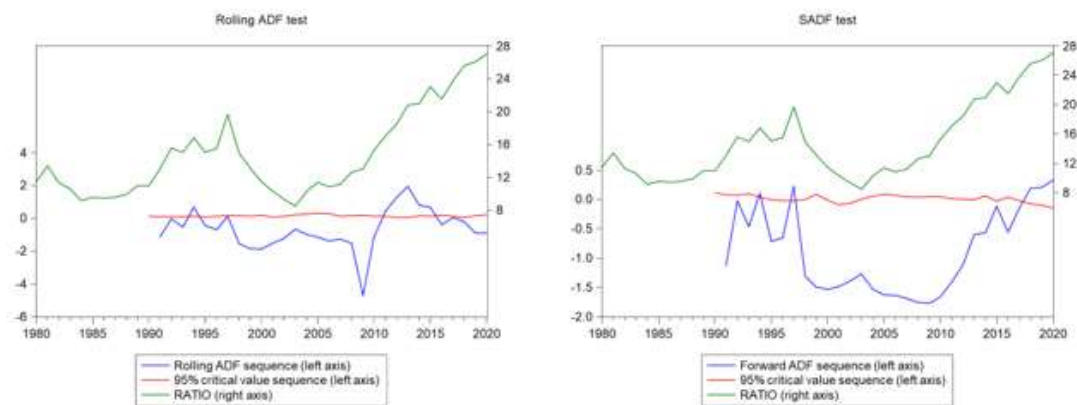 Rolling ADF test
28
24
20
16
12
8
4
2
0
-2
-4
-6
1980 1985 1990 1995 2000 2005 2010 2015 2020
Rolling ADF sequence (left axis)
95% critical value sequence (left axis)
RATIO (right axis)
SADF test
28
24
20
16
12
8
0.5
0.0
-0.5
-1.0
-1.5
-2.0
1980 1985 1990 1995 2000 2005 2010 2015 2020
Forward ADF sequence (left axis)
95% critical value sequence (left axis)
RATIO (right axis)